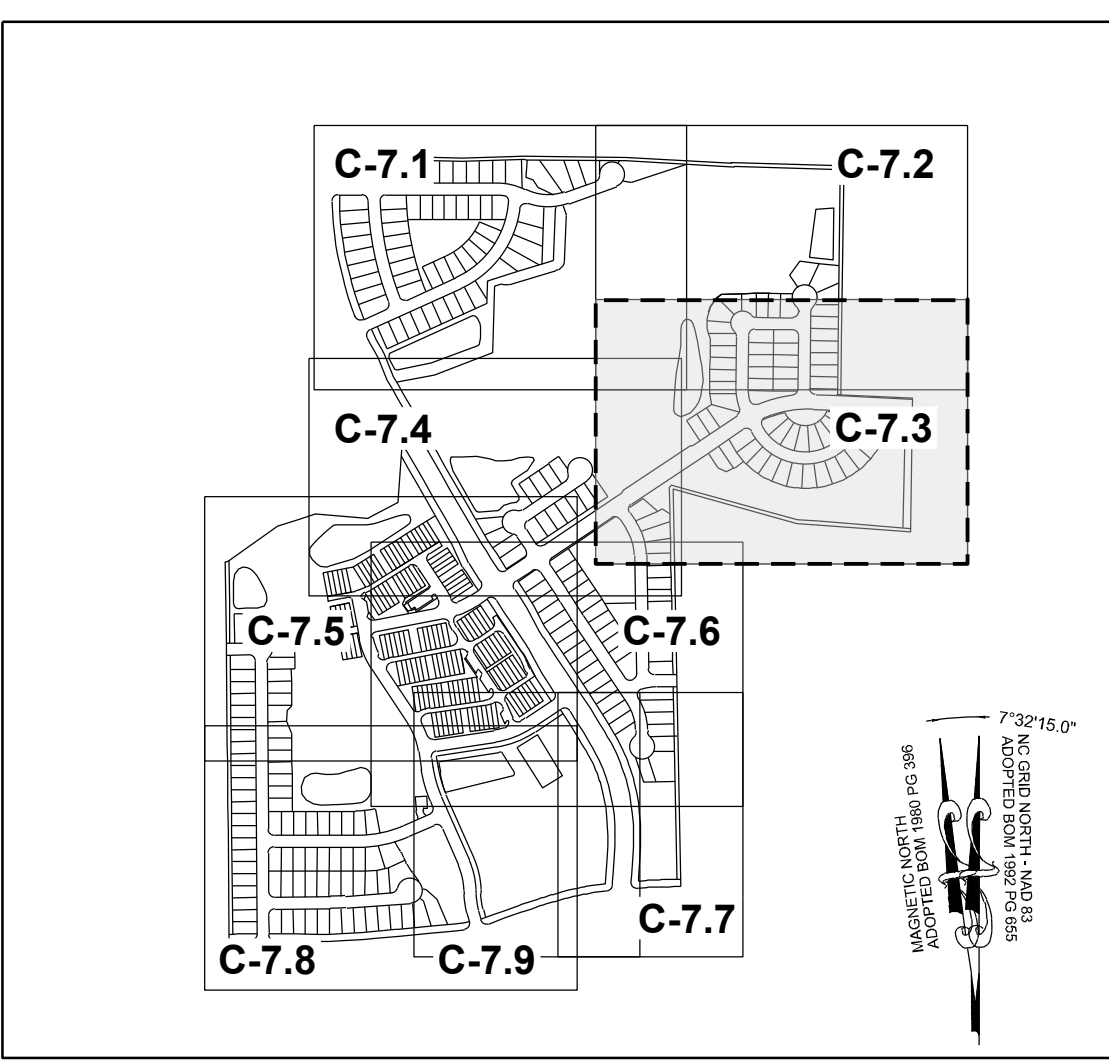 C-7.1
C-7.2
C-7.4
C-7.3
C-7.5
C-7.6
C-7.7
C-7.8
C-7.9
7°32'15.0"
MAGNETIC NORTH
ADOPTED BOM 1980 PG 396
NC GRID NORTH - NAD 83
ADOPTED BOM 1992 PG 655